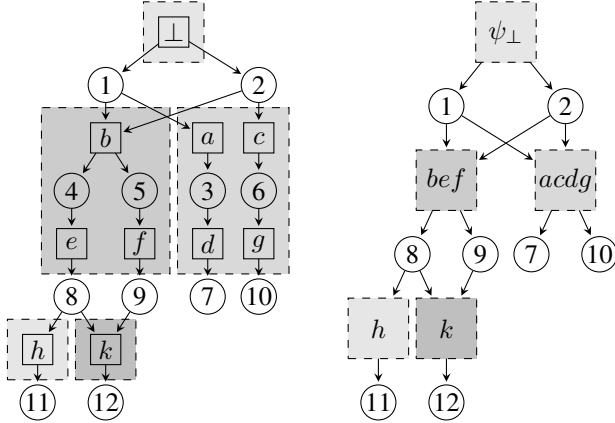 ⊥ ψ⊥
1 2 1 2
b a c
bef acdg
4 5 3 6
e f d g 7 10
8 9
8 9 7 10
h k
h k
11 12
11 12